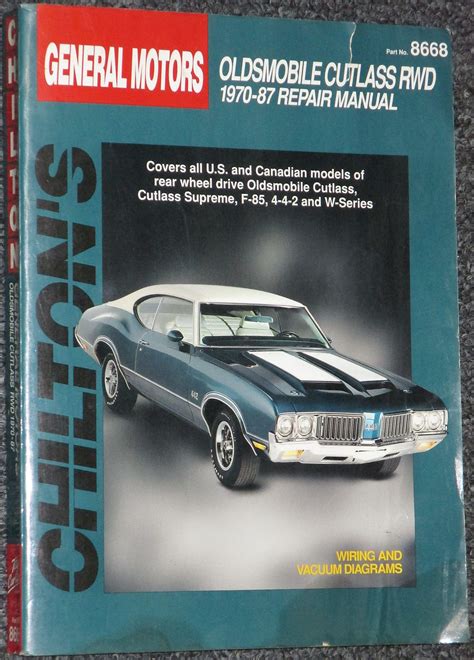 Part No. 8668
GENERAL MOTORS
OLDSMOBILE CUTLASS RWD
1970-87 REPAIR MANUAL
Covers all U.S. and Canadian models of
rear wheel drive Oldsmobile Cutlass,
Cutlass Supreme, F-85, 4-4-2 and W-Series
CHILTON'S
442
WIRING AND
VACUUM DIAGRAMS
CHILTON
OLDSMOBILE CUTLASS RWD 1970-87